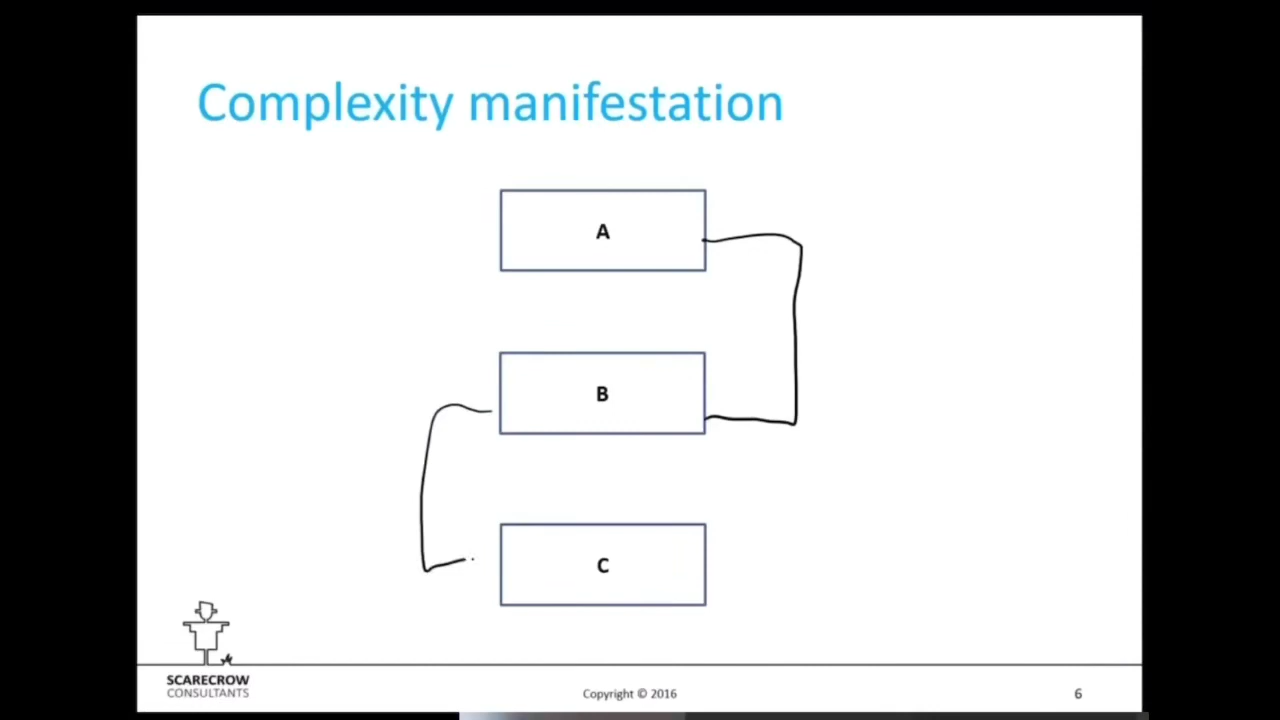 Complexity manifestation
A
B
C
SCARECROW
CONSULTANTS
Copyright © 2016
6